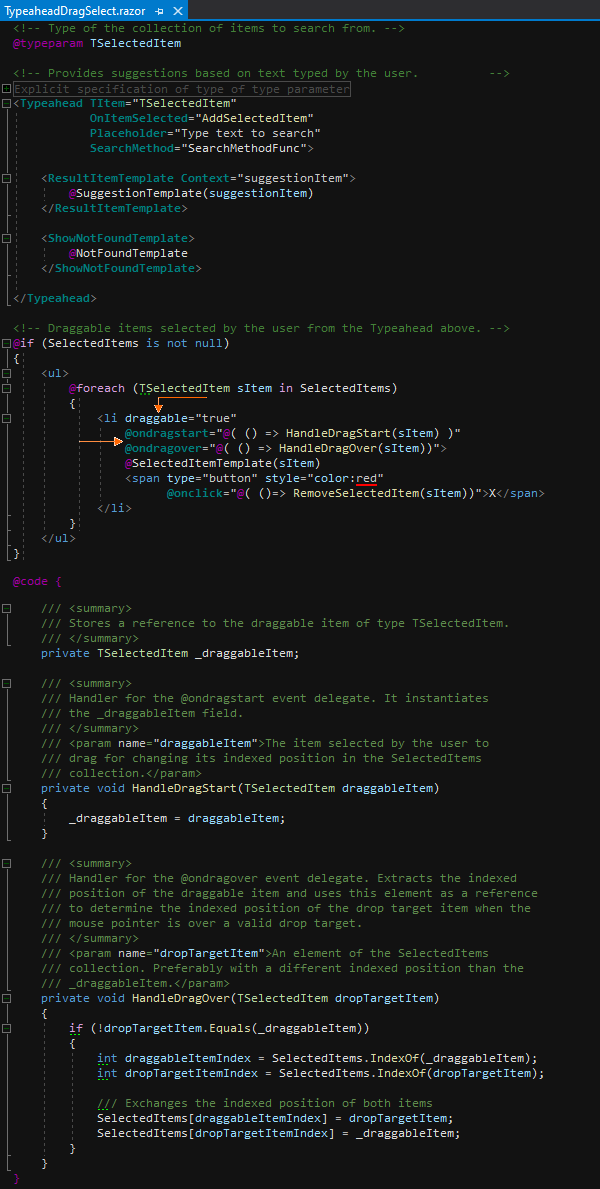 TypeaheadDragSelect.razor
<!-- Type of the collection of items to search from. -->
@typeparam TSelectedItem
<!-- Provides suggestions based on text typed by the user. -->
Explicit specification of type of type parameter
<Typeahead TItem="TSelectedItem"
OnItemSelected="AddSelectedItem"
Placeholder="Type text to search"
SearchMethod="SearchMethodFunc">
<ResultItemTemplate Context="suggestionItem">
@SuggestionTemplate(suggestionItem)
</ResultItemTemplate>
<ShowNotFoundTemplate>
@NotFoundTemplate
</ShowNotFoundTemplate>
</Typeahead>
<!-- Draggable items selected by the user from the Typeahead above. -->
@if (SelectedItems is not null)
{
<ul>
@foreach (TSelectedItem sItem in SelectedItems)
{
<li draggable="true"
@ondragstart="@( () => HandleDragStart(sItem) )"
@ondragover="@( () => HandleDragOver(sItem))">
@SelectedItemTemplate(sItem)
<span type="button" style="color:red"
@onclick="@( ()=> RemoveSelectedItem(sItem))">X</span>
</li>
}
</ul>
}
@code {
/// <summary>
/// Stores a reference to the draggable item of type TSelectedItem.
/// </summary>
private TSelectedItem _draggableItem;
/// <summary>
/// Handler for the @ondragstart event delegate. It instantiates
/// the _draggableItem field.
/// </summary>
/// <param name="draggableItem">The item selected by the user to
/// drag for changing its indexed position in the SelectedItems
/// collection.</param>
private void HandleDragStart(TSelectedItem draggableItem)
{
_draggableItem = draggableItem;
}
/// <summary>
/// Handler for the @ondragover event delegate. Extracts the indexed
/// position of the draggable item and uses this element as a reference
/// to determine the indexed position of the drop target item when the
/// mouse pointer is over a valid drop target.
/// </summary>
/// <param name="dropTargetItem">An element of the SelectedItems
/// collection. Preferably with a different indexed position than the
/// _draggableItem.</param>
private void HandleDragOver(TSelectedItem dropTargetItem)
{
if (!dropTargetItem.Equals(_draggableItem))
{
int draggableItemIndex = SelectedItems.IndexOf(_draggableItem);
int dropTargetItemIndex = SelectedItems.IndexOf(dropTargetItem);
/// Exchanges the indexed position of both items
SelectedItems[draggableItemIndex] = dropTargetItem;
SelectedItems[dropTargetItemIndex] = _draggableItem;
}
}
}